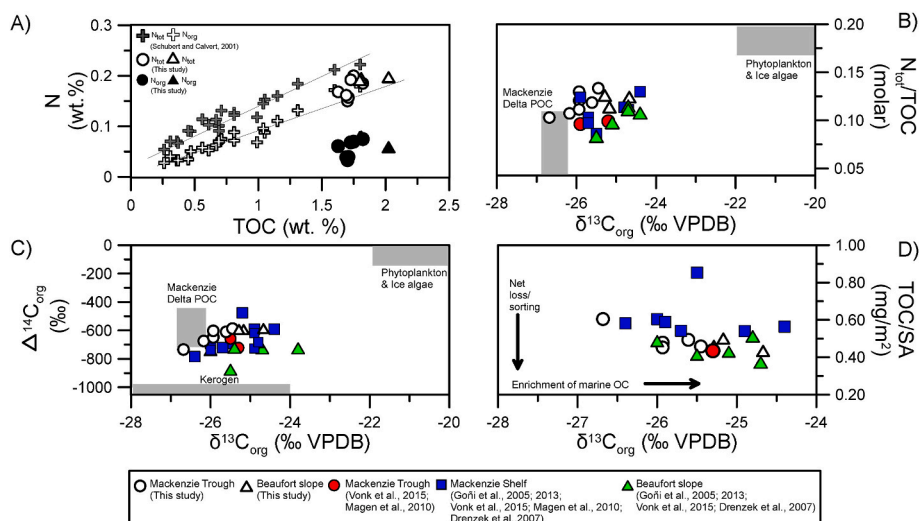 A)
N
(wt.%)
0.3
0.2
0.1
0
N_tot N_org
(Schubert and Calvert, 2001)
N_tot N_tot
(This study)
N_org N_org
(This study)
0 0.5 1 1.5 2 2.5
TOC (wt. %)
B)
0.20
0.15
0.10
0.05
N_tot/TOC
(molar)
Phytoplankton
& Ice algae
Mackenzie
Delta POC
-28 -26 -24 -22 -20
δ¹³C_org (‰ VPDB)
C)
Δ¹⁴C_org
(‰)
0
-200
-400
-600
-800
-1000
Phytoplankton
& Ice algae
Mackenzie
Delta POC
Kerogen
-28 -26 -24 -22 -20
δ¹³C_org (‰ VPDB)
D)
1.00
0.80
0.60
0.40
0.20
TOC/SA
(mg/m²)
Net
loss/
sorting
Enrichment of marine OC
-28 -27 -26 -25 -24
δ¹³C_org (‰ VPDB)
Mackenzie Trough
(This study)
Beaufort slope
(This study)
Mackenzie Trough
(Vonk et al., 2015;
Magen et al., 2010)
Mackenzie Shelf
(Goñi et al., 2005; 2013;
Vonk et al., 2015; Magen et al., 2010;
Drenzek et al., 2007)
Beaufort slope
(Goñi et al., 2005; 2013;
Vonk et al., 2015; Drenzek et al., 2007)